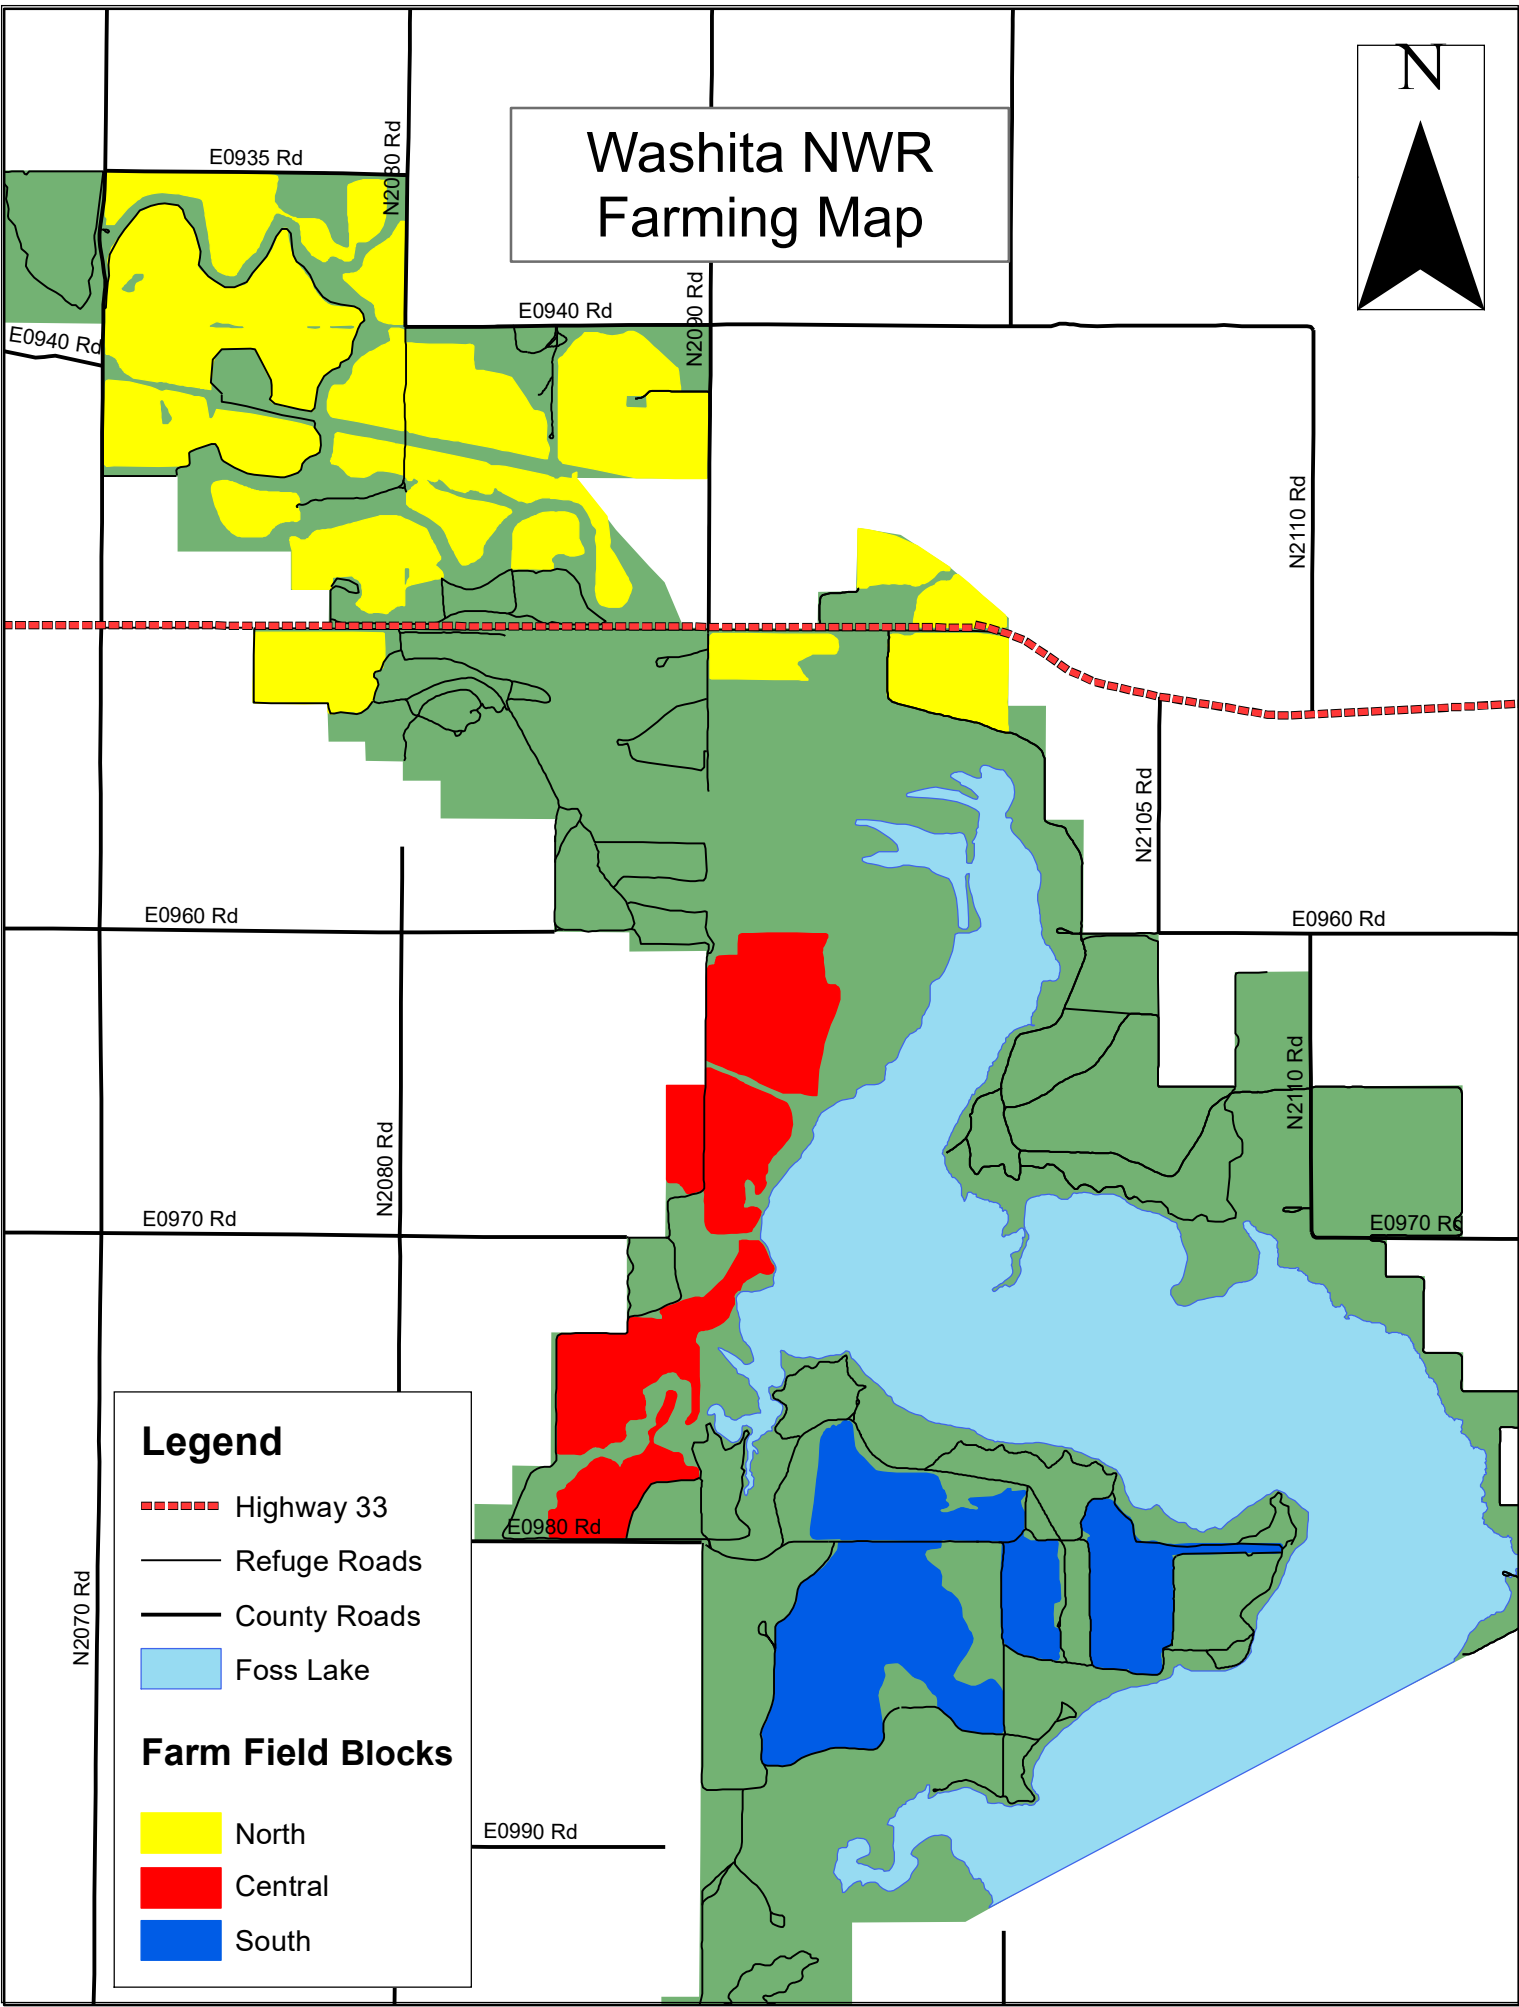 N
Washita NWR
Farming Map
E0935 Rd
N2080 Rd
E0940 Rd
N2090 Rd
E0940 Rd
N2110 Rd
N2105 Rd
E0960 Rd
E0960 Rd
N2110 Rd
N2080 Rd
E0970 Rd
E0970 Rd
E0980 Rd
N2070 Rd
E0990 Rd
Legend
Highway 33
Refuge Roads
County Roads
Foss Lake
Farm Field Blocks
North
Central
South